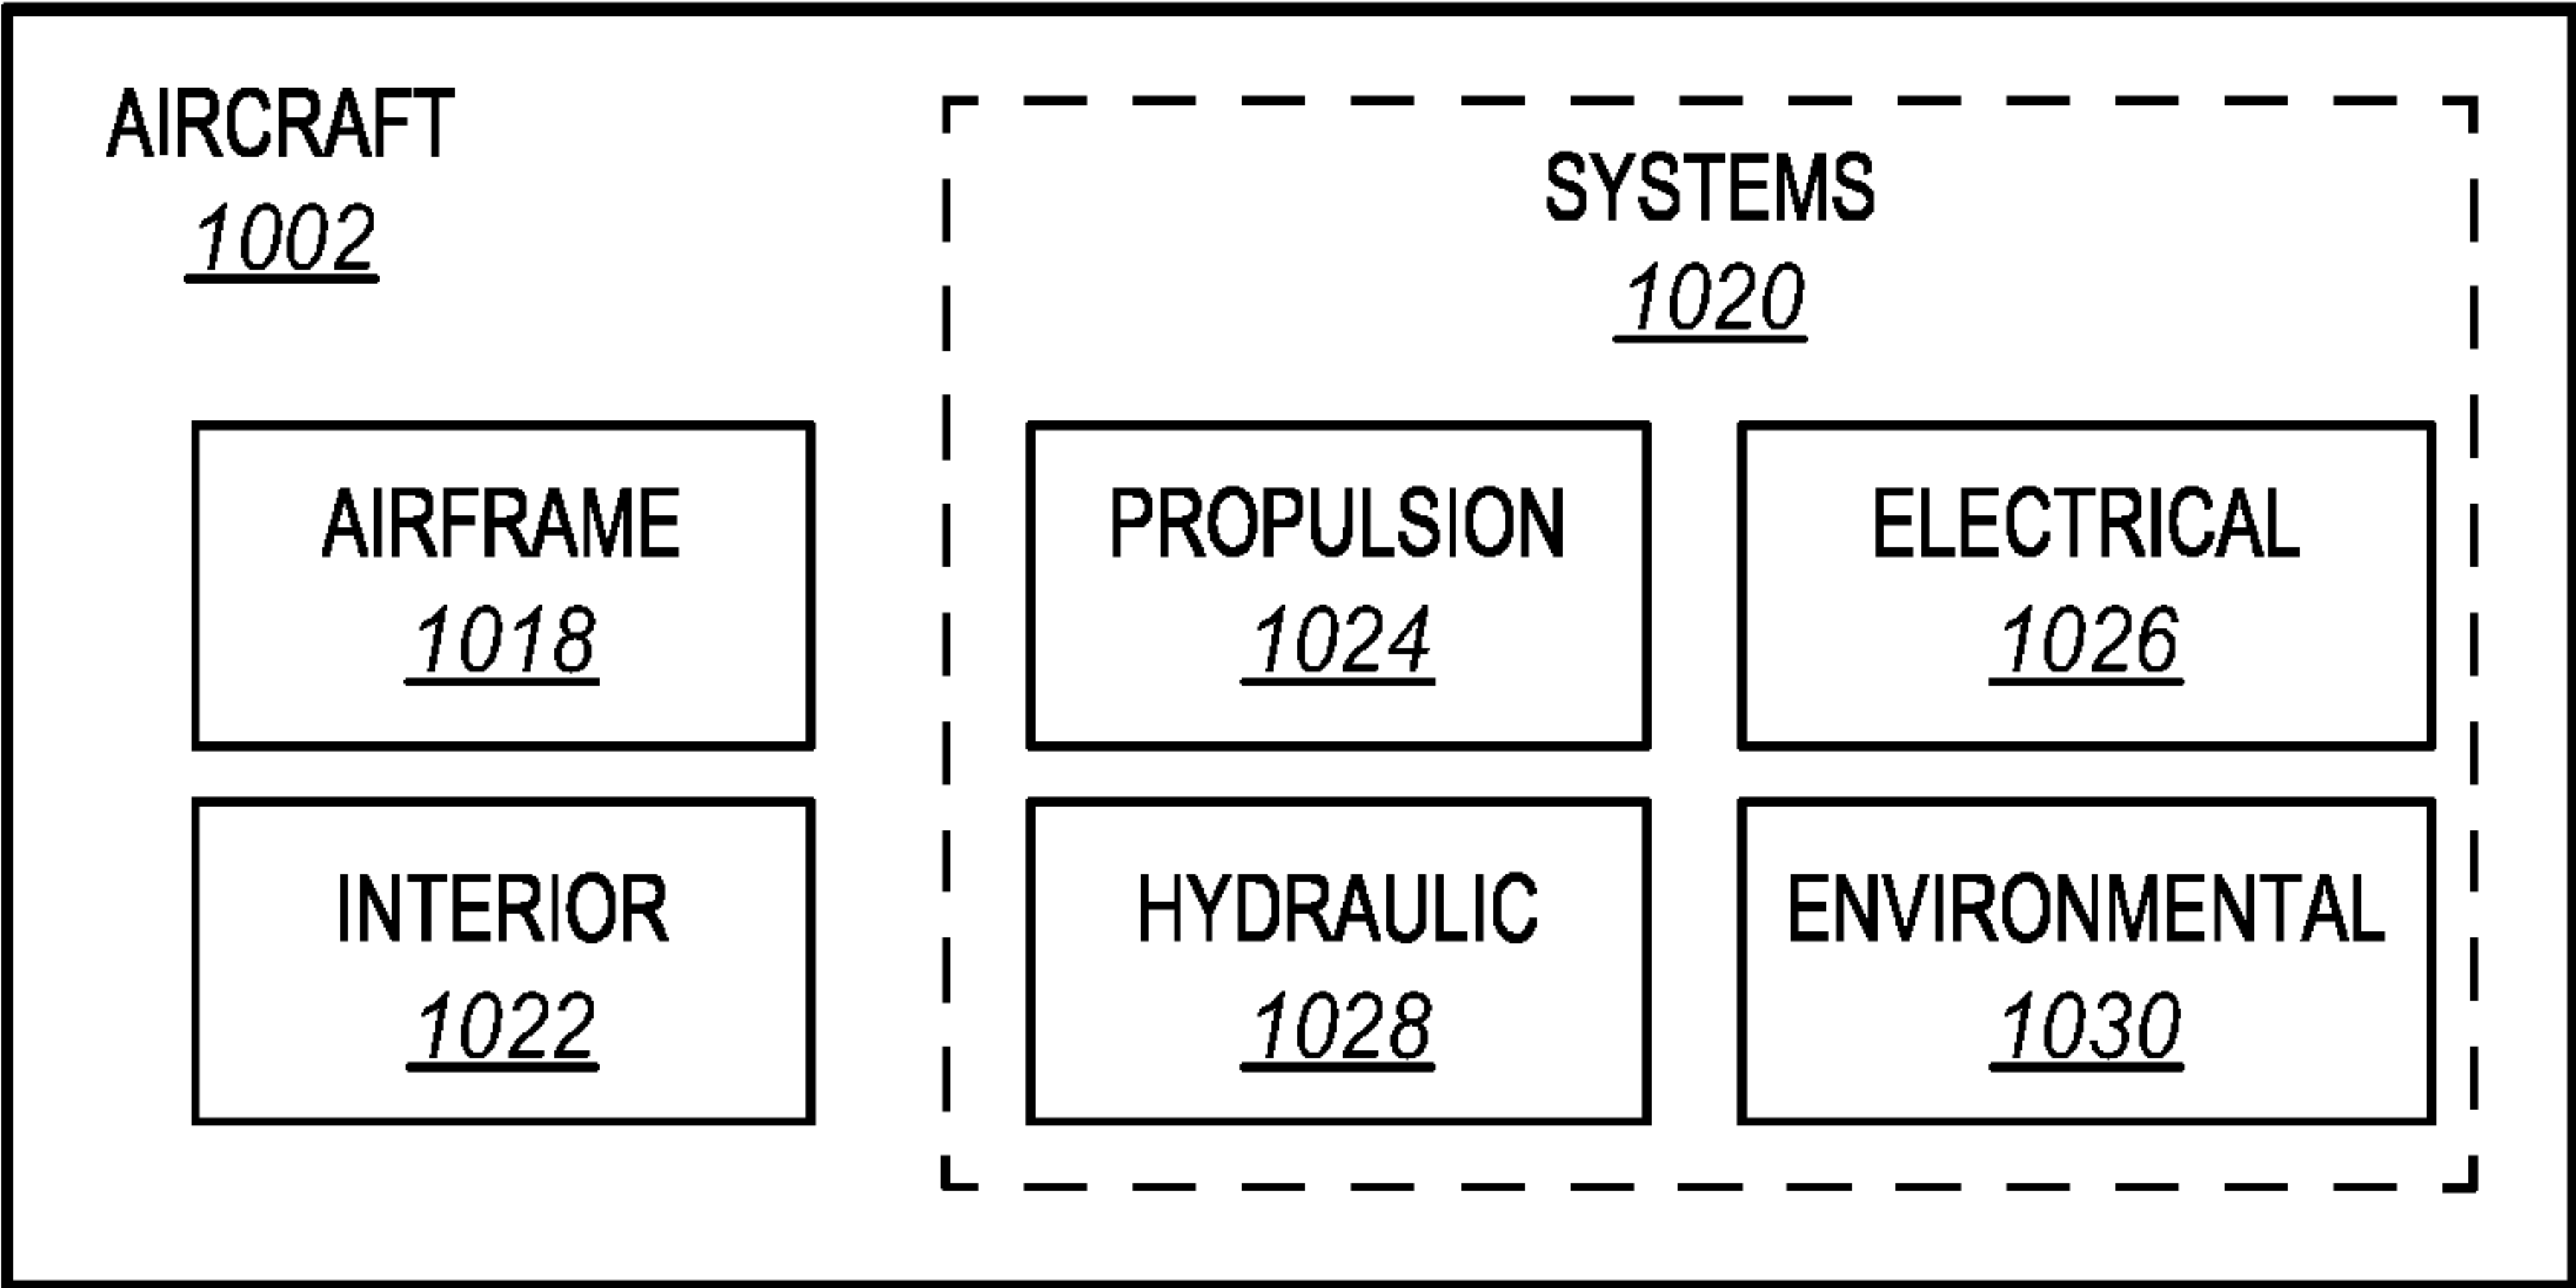 AIRCRAFT
1002
SYSTEMS
1020
AIRFRAME
1018
PROPULSION
1024
ELECTRICAL
1026
INTERIOR
1022
HYDRAULIC
1028
ENVIRONMENTAL
1030